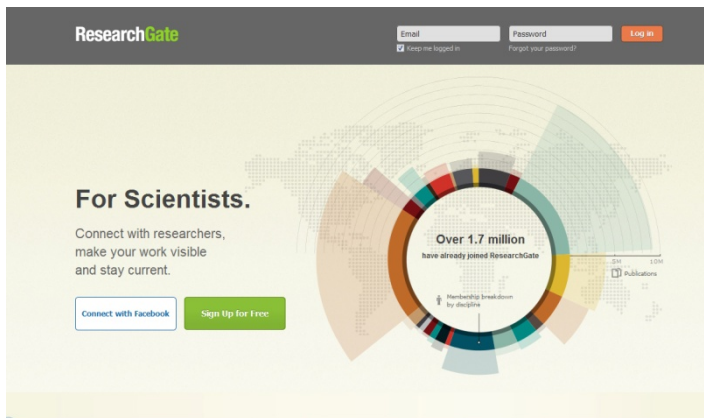 ResearchGate
Email
Password
Log in
Keep me logged in
Forgot your password?
For Scientists.
Connect with researchers,
make your work visible
and stay current.
Connect with Facebook
Sign Up for Free
Over 1.7 million
have already joined ResearchGate
Membership breakdown
by discipline
5M
10M
Publications